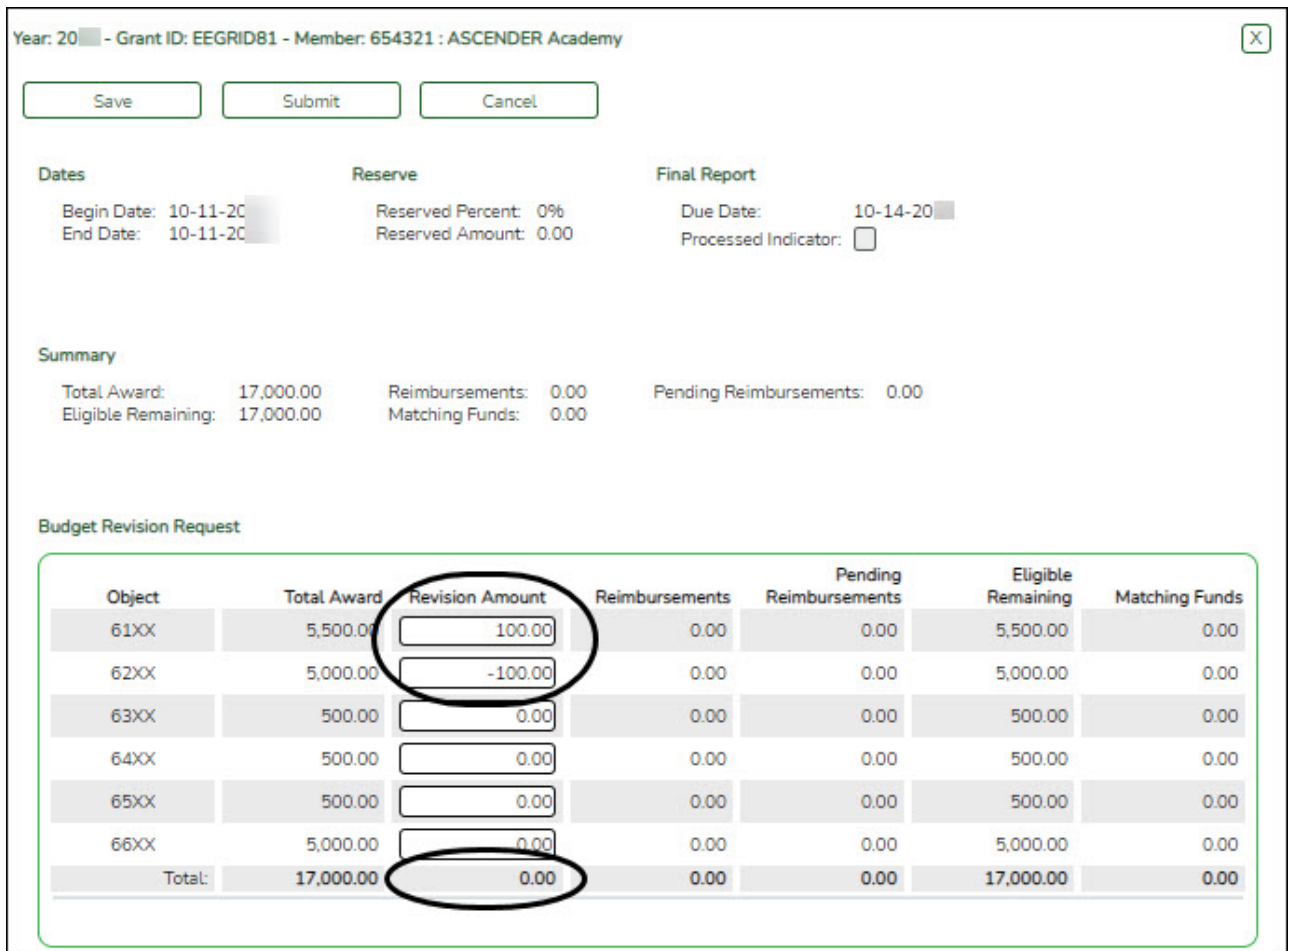 Year: 20 - Grant ID: EEGRID81 - Member: 654321 : ASCENDER Academy X
Save Submit Cancel
Dates Reserve Final Report
Begin Date: 10-11-20 Reserved Percent: 0% Due Date: 10-14-20
End Date: 10-11-20 Reserved Amount: 0.00 Processed Indicator:
Summary
Total Award: 17,000.00 Reimbursements: 0.00 Pending Reimbursements: 0.00
Eligible Remaining: 17,000.00 Matching Funds: 0.00
Budget Revision Request
Object Total Award Revision Amount Reimbursements Pending Reimbursements Eligible Remaining Matching Funds
61XX 5,500.00 100.00 0.00 0.00 5,500.00 0.00
62XX 5,000.00 -100.00 0.00 0.00 5,000.00 0.00
63XX 500.00 0.00 0.00 0.00 500.00 0.00
64XX 500.00 0.00 0.00 0.00 500.00 0.00
65XX 500.00 0.00 0.00 0.00 500.00 0.00
66XX 5,000.00 0.00 0.00 0.00 5,000.00 0.00
Total: 17,000.00 0.00 0.00 0.00 17,000.00 0.00